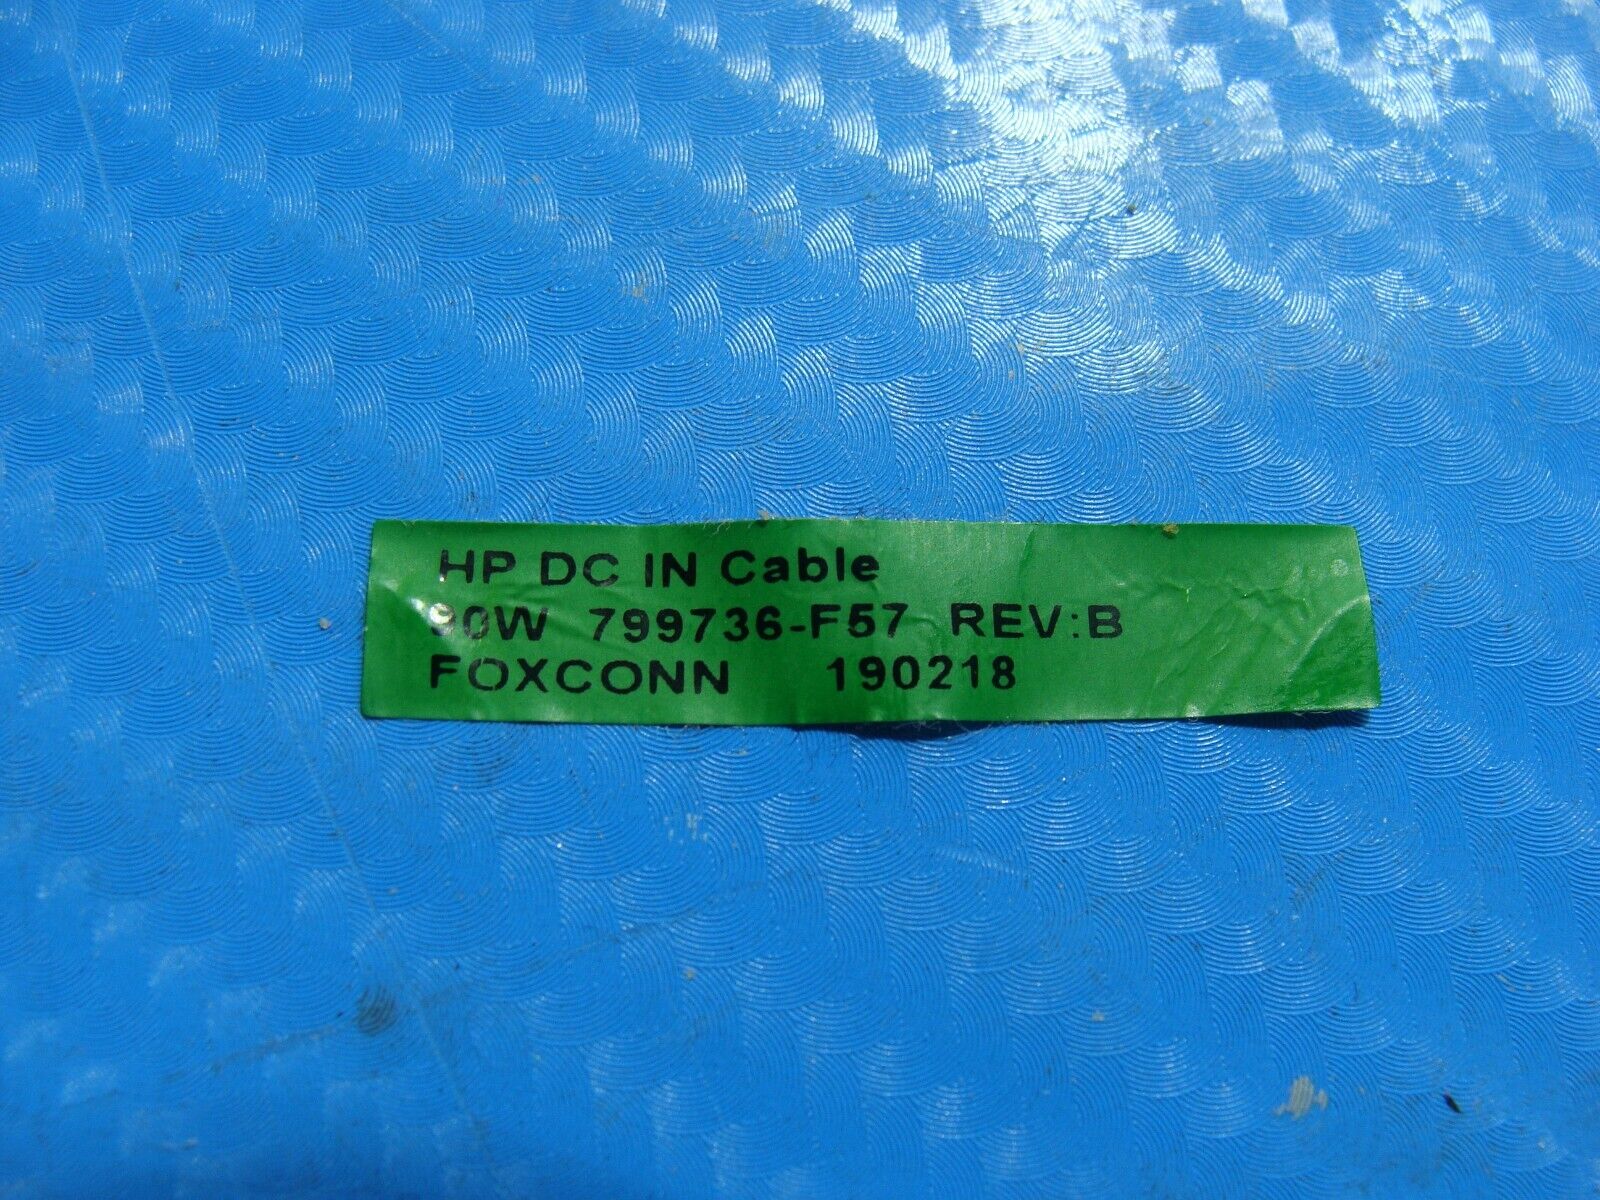 HP DC IN Cable
90W 799736-F57 REV:B
FOXCONN 190218